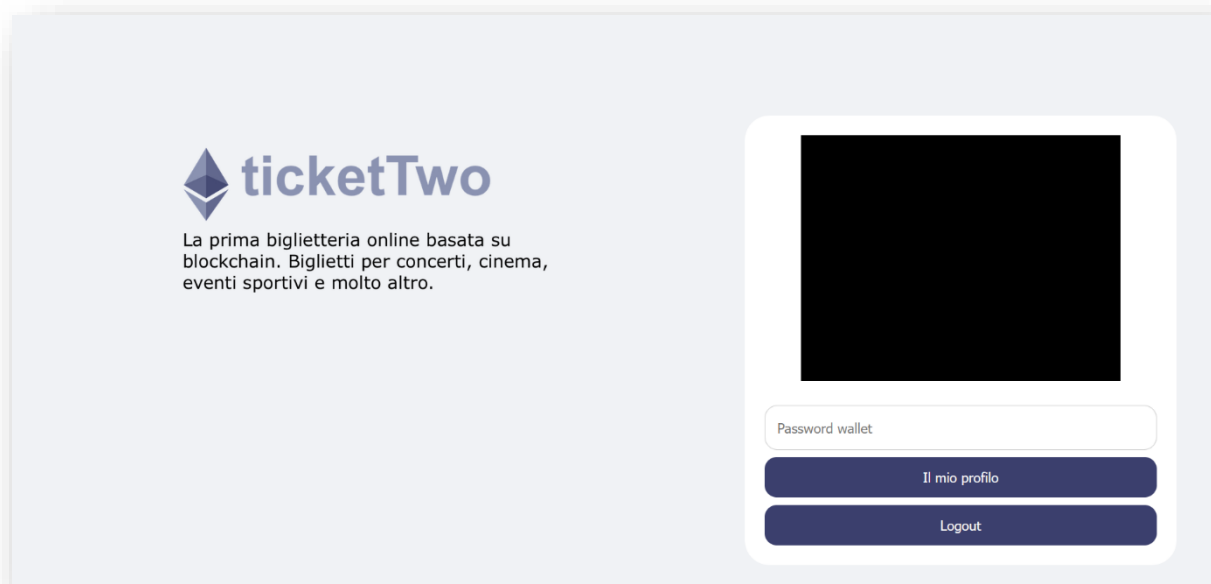 ticketTwo
La prima biglietteria online basata su
blockchain. Biglietti per concerti, cinema,
eventi sportivi e molto altro.
Password wallet
Il mio profilo
Logout